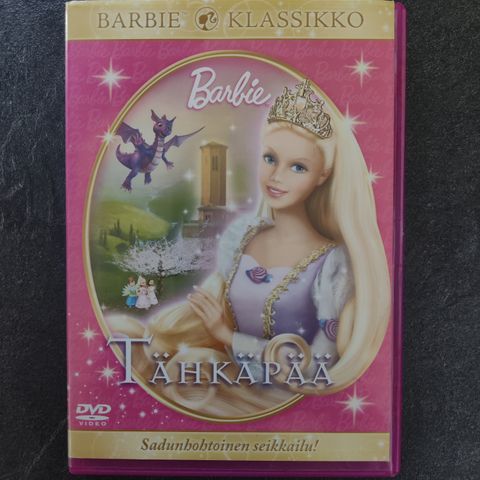 BARBIE KLASSIKKO
Barbie
TÄHKÄPÄÄ
DVD
VIDEO
Sadunhohtoinen seikkailu!